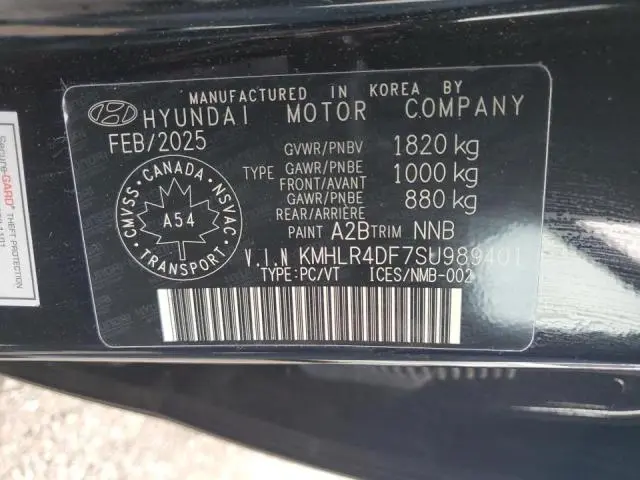 MANUFACTURED IN KOREA BY
HYUNDAI MOTOR COMPANY
FEB/2025
GVWR/PNBV 1820 kg
TYPE GAWR/PNBE FRONT/AVANT 1000 kg
GAWR/PNBE REAR/ARRIÈRE 880 kg
PAINT A2B TRIM NNB
V.I.N KMHLR4DF7SU989401
TYPE:PC/VT ICES/NMB-002
CANADA
CMVSS NSVAC
A54
TRANSPORT
Secure-GARD
THEFT PROTECTION